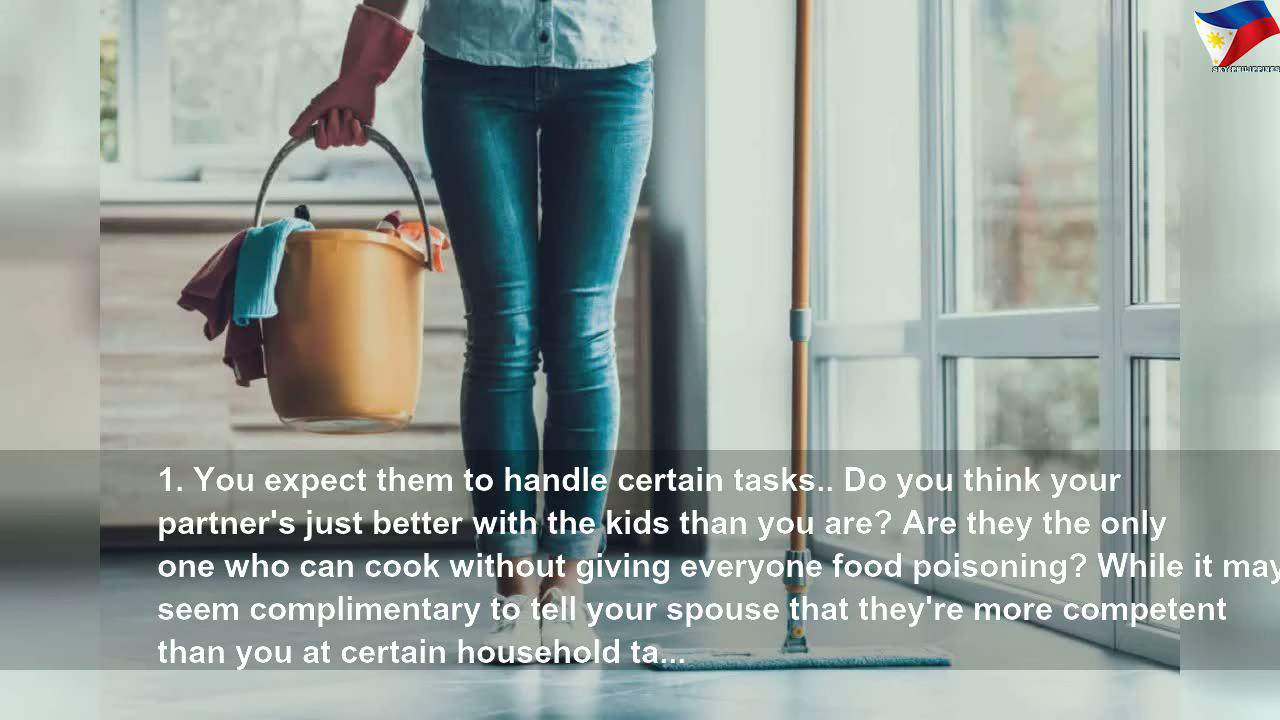 1. You expect them to handle certain tasks.. Do you think your
partner's just better with the kids than you are? Are they the only
one who can cook without giving everyone food poisoning? While it may
seem complimentary to tell your spouse that they're more competent
than you at certain household ta...